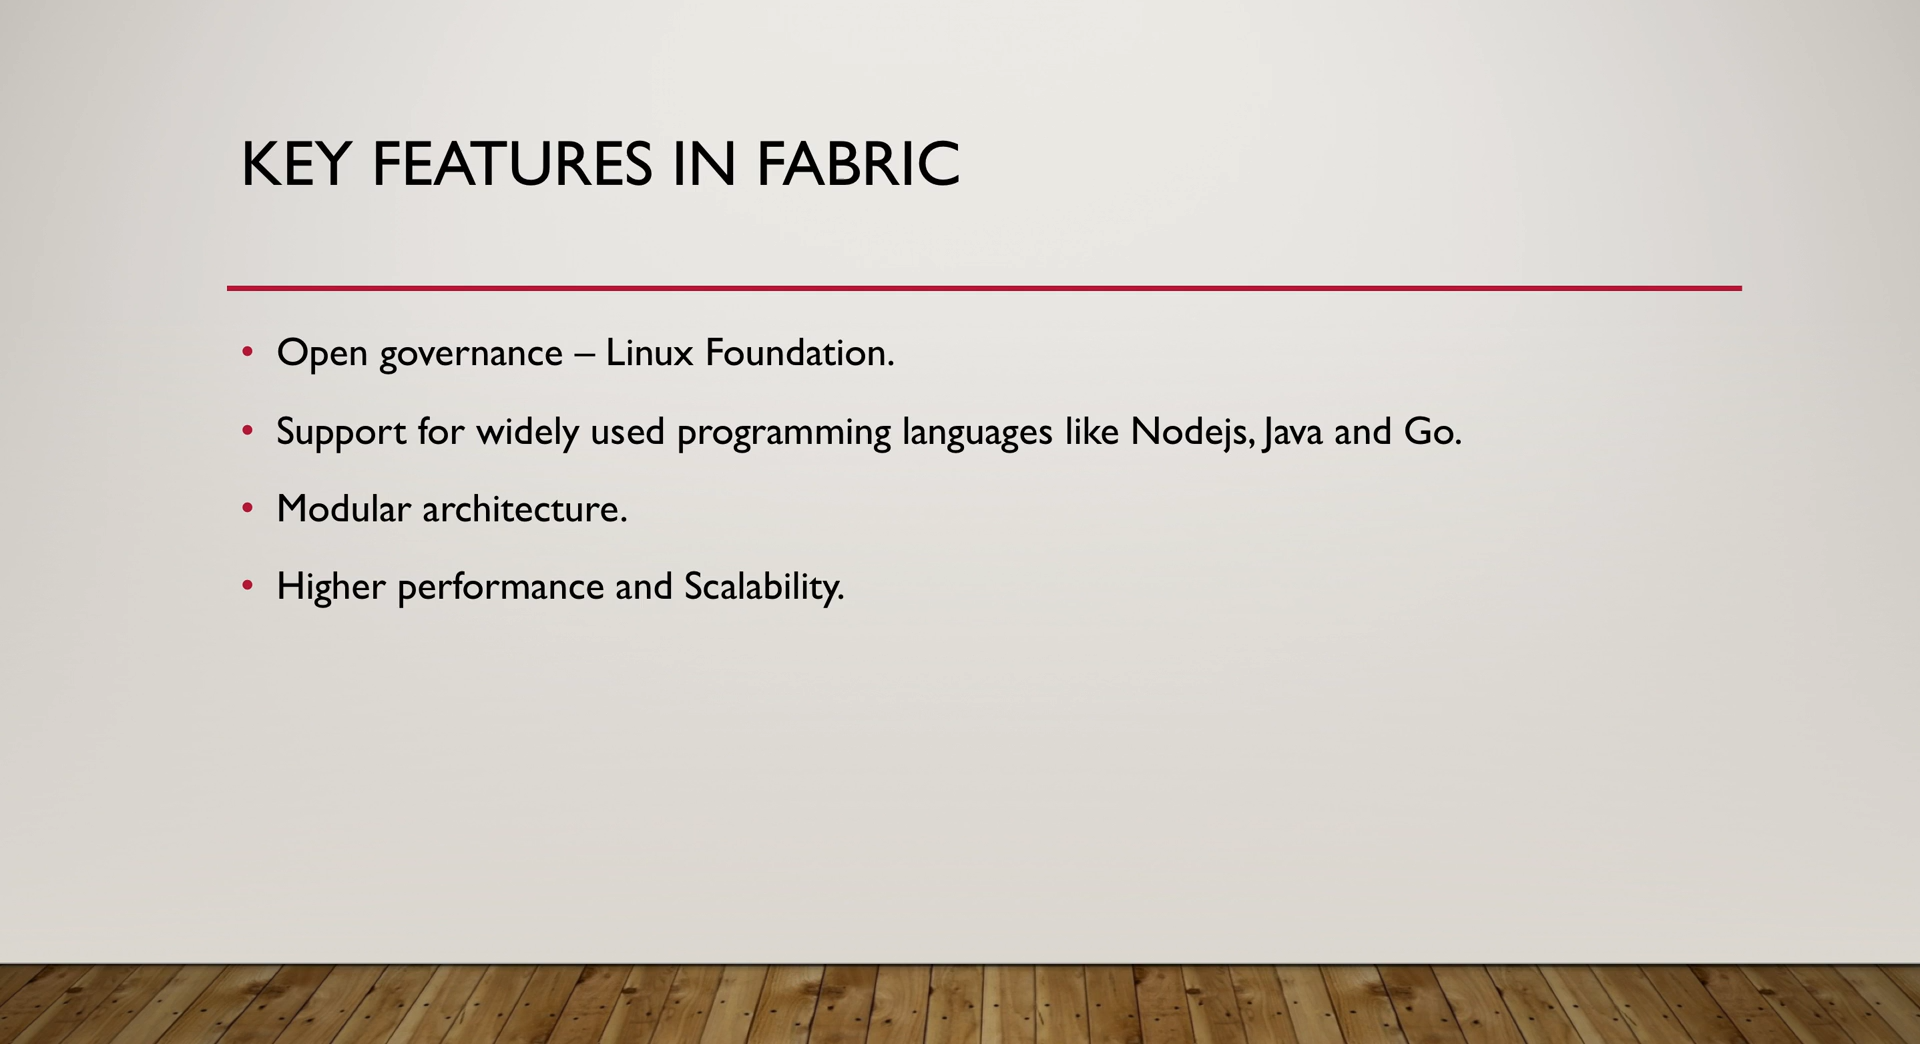 KEY FEATURES IN FABRIC
• Open governance – Linux Foundation.
• Support for widely used programming languages like Nodejs, Java and Go.
• Modular architecture.
• Higher performance and Scalability.